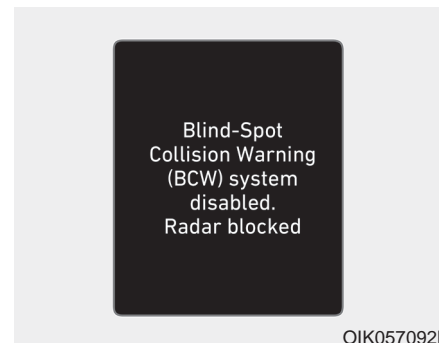 Blind-Spot
Collision Warning
(BCW) system
disabled.
Radar blocked
OIK057092